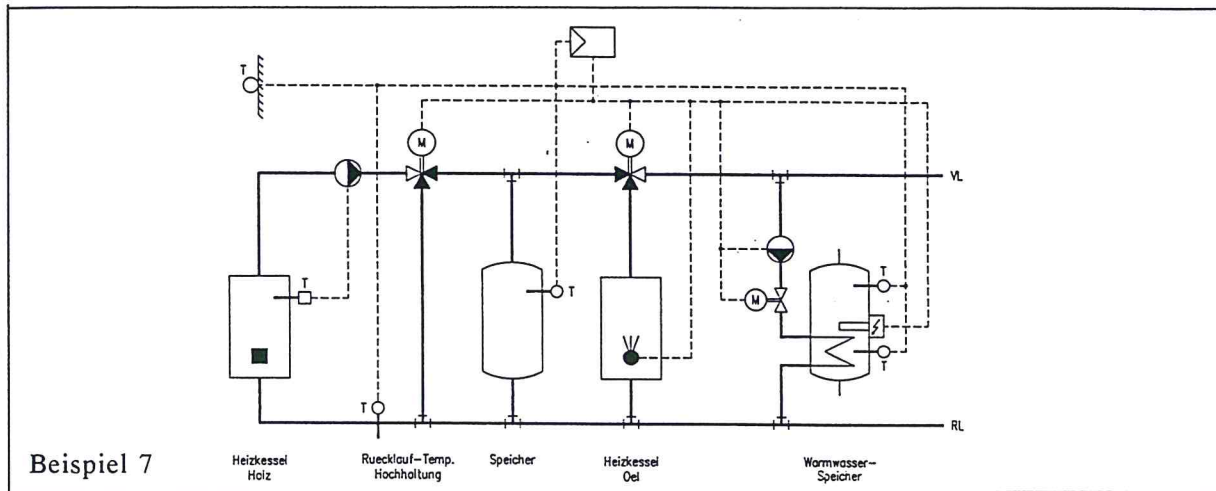 T
M
M
VL
T
T
T
M
T
T
RL
Beispiel 7
Heizkessel
Holz
Ruecklauf-Temp.
Hochhaltung
Speicher
Heizkessel
Oel
Warmwasser-
Speicher